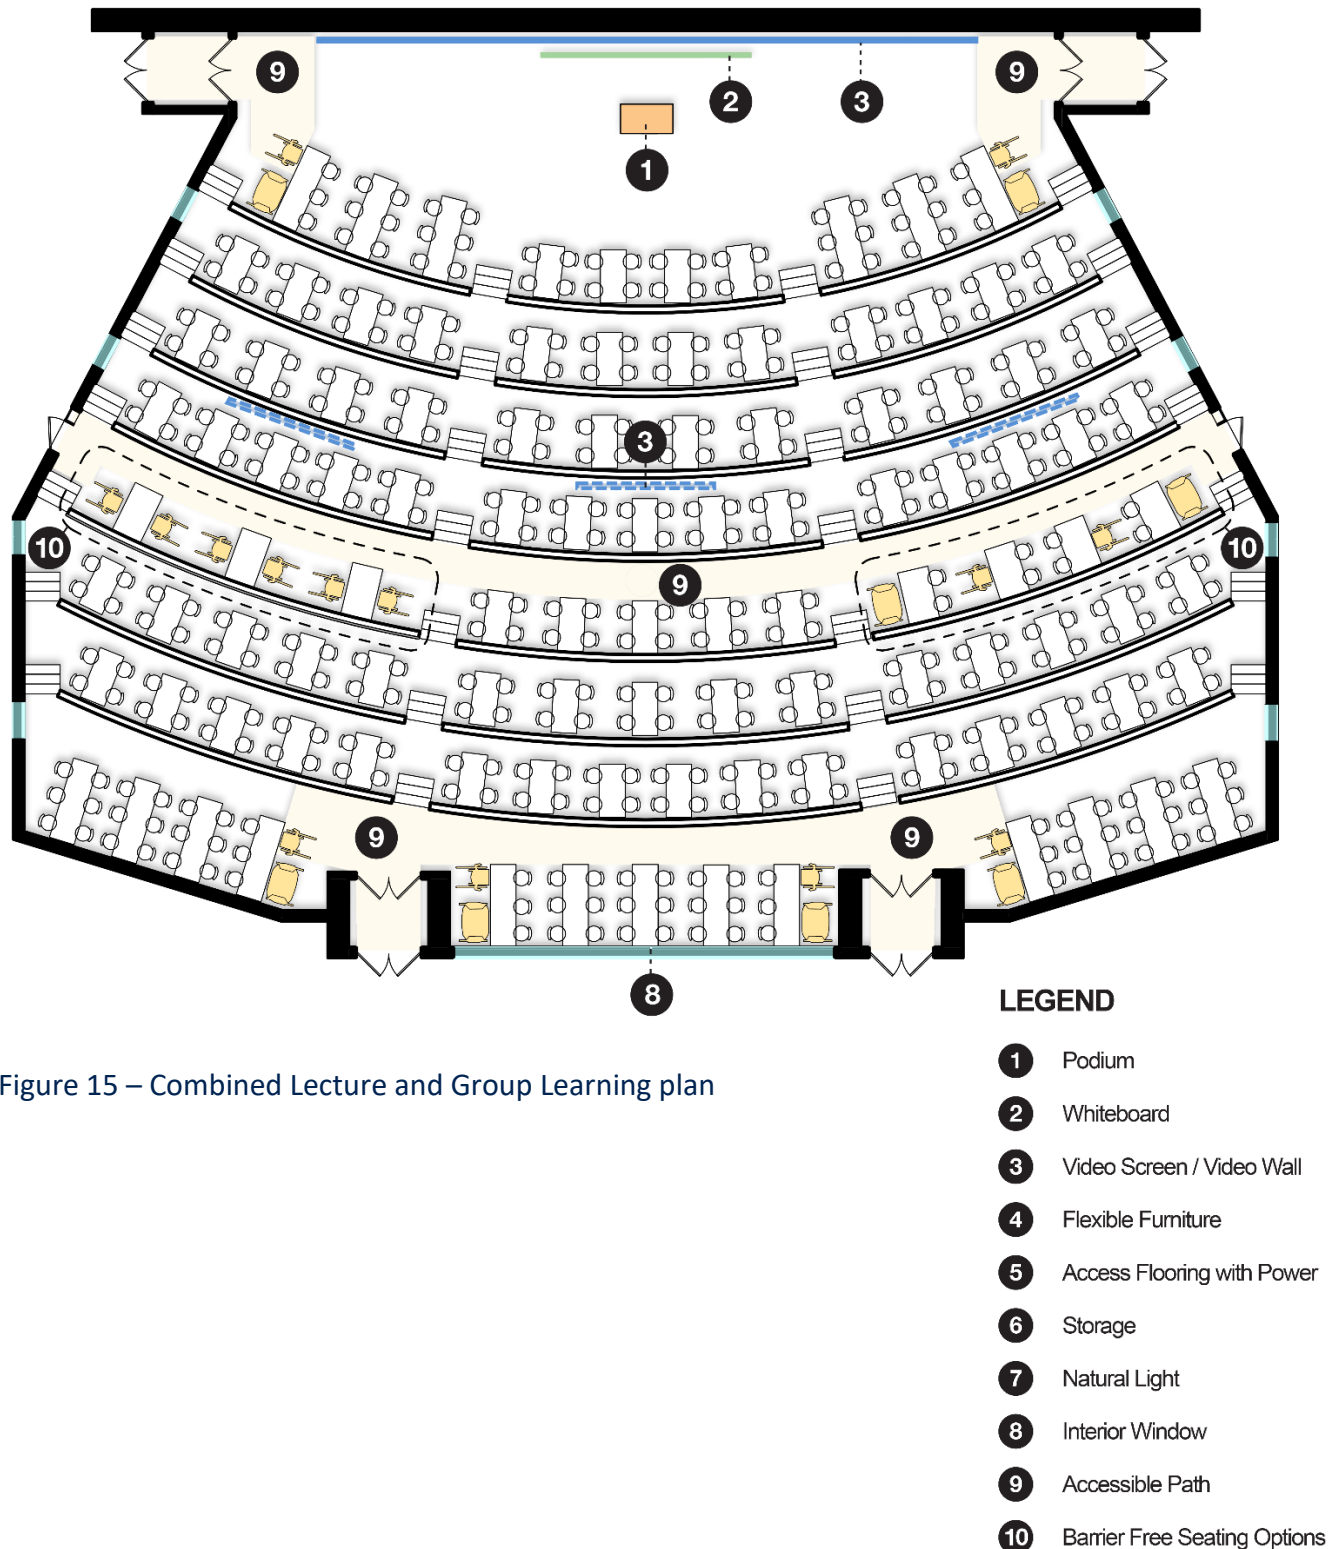 9
9
2
3
1
3
10
10
9
9
9
8
LEGEND
1 Podium
Figure 15 – Combined Lecture and Group Learning plan
2 Whiteboard
3 Video Screen / Video Wall
4 Flexible Furniture
5 Access Flooring with Power
6 Storage
7 Natural Light
8 Interior Window
9 Accessible Path
10 Barrier Free Seating Options